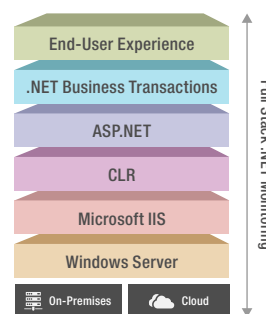 End-User Experience
.NET Business Transactions
ASP.NET
CLR
Microsoft IIS
Windows Server
On-Premises
Cloud
Full Stack .NET Monitoring